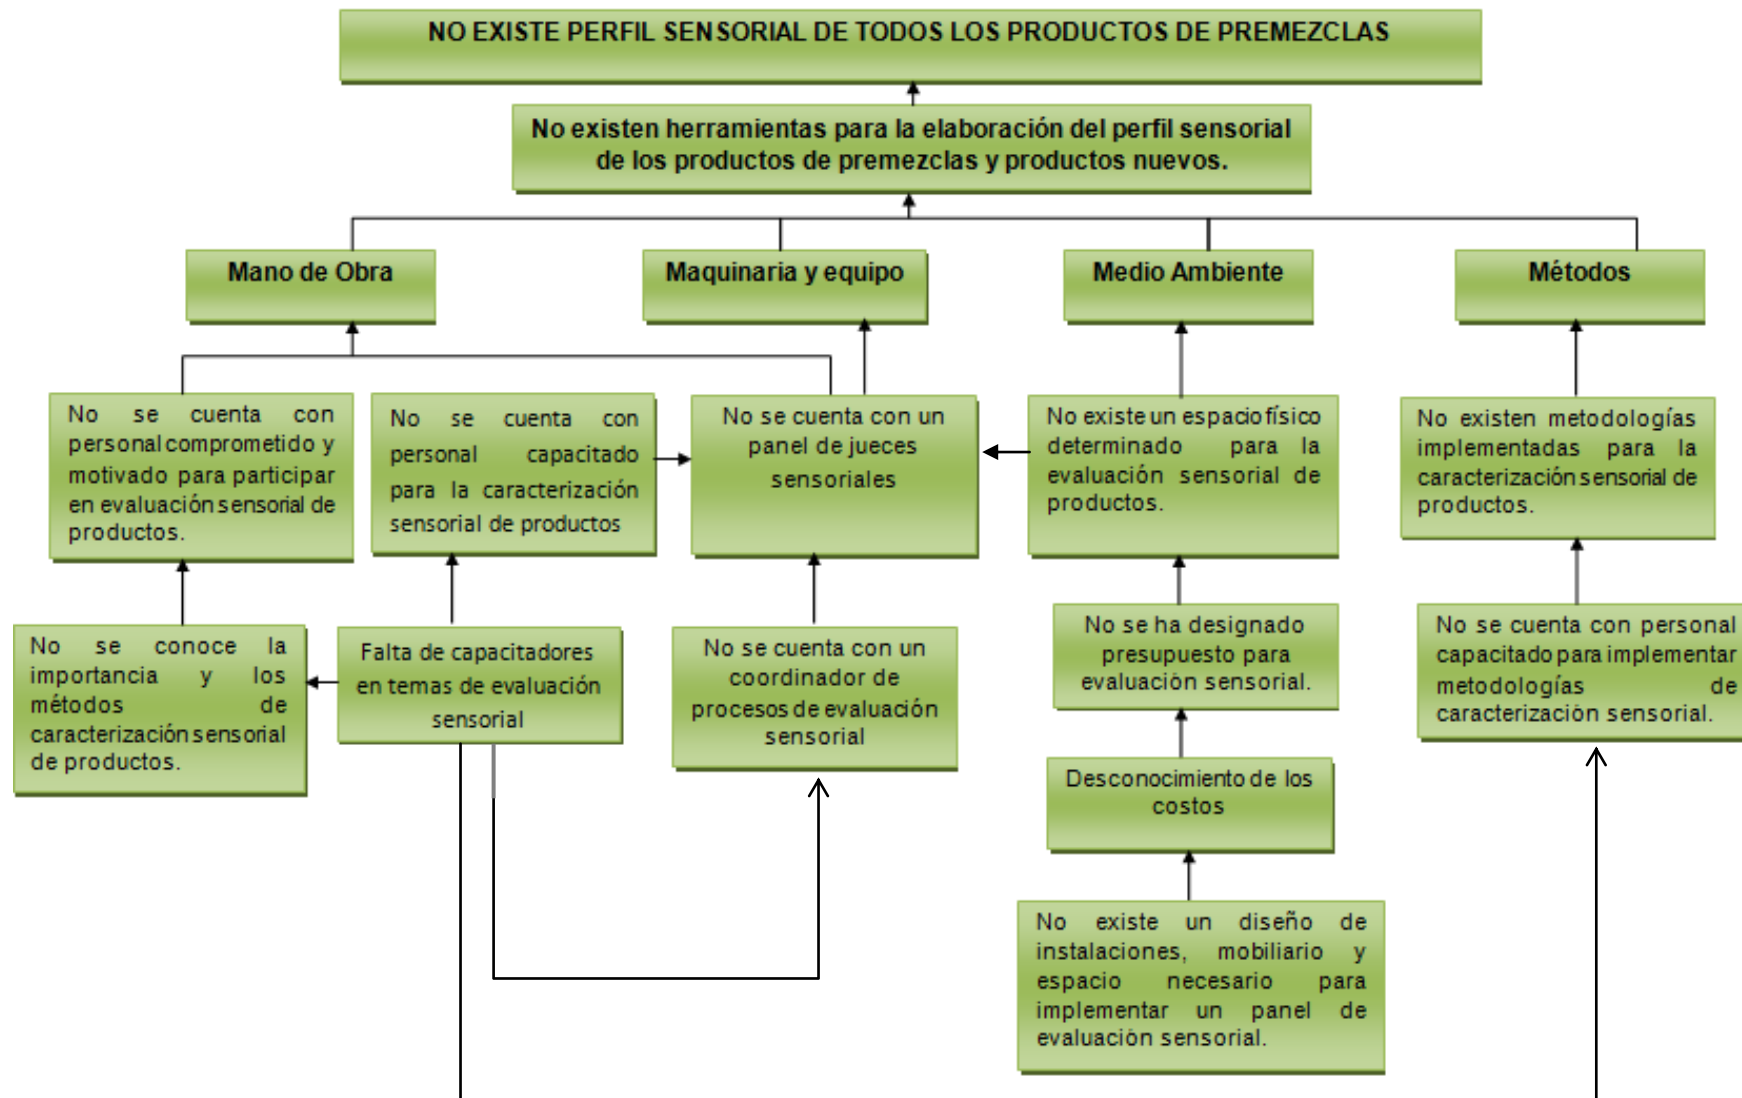 NO EXISTE PERFIL SENSORIAL DE TODOS LOS PRODUCTOS DE PREMEZCLAS
No existen herramientas para la elaboración del perfil sensorial
de los productos de premezclas y productos nuevos.
Mano de Obra
Maquinaria y equipo
Medio Ambiente
Métodos
No se cuenta con
personal comprometido y
motivado para participar
en evaluación sensorial de
productos.
No se cuenta con
personal capacitado
para la caracterización
sensorial de productos
No se cuenta con un
panel de jueces
sensoriales
No existe un espacio físico
determinado para la
evaluación sensorial de
productos.
No existen metodologías
implementadas para la
caracterización sensorial de
productos.
No se conoce la
importancia y los
métodos de
caracterización sensorial
de productos.
Falta de capacitadores
en temas de evaluación
sensorial
No se cuenta con un
coordinador de
procesos de evaluación
sensorial
No se ha designado
presupuesto para
evaluación sensorial.
No se cuenta con personal
capacitado para implementar
metodologías de
caracterización sensorial.
Desconocimiento de los
costos
No existe un diseño de
instalaciones, mobiliario y
espacio necesario para
implementar un panel de
evaluación sensorial.